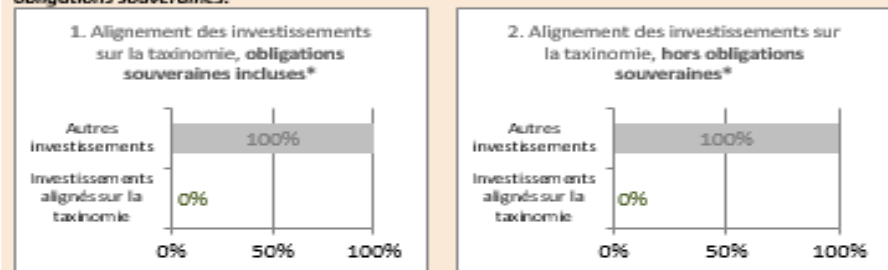 obligations souveraines.
1. Alignement des investissements
sur la taxinomie, obligations
souveraines incluses*
Autres
investissements
100%
Investissements
alignés sur la
taxinomie
0%
0% 50% 100%
2. Alignement des investissements sur
la taxinomie, hors obligations
souveraines*
Autres
investissements
100%
Investissements
alignés sur la
taxinomie
0%
0% 50% 100%